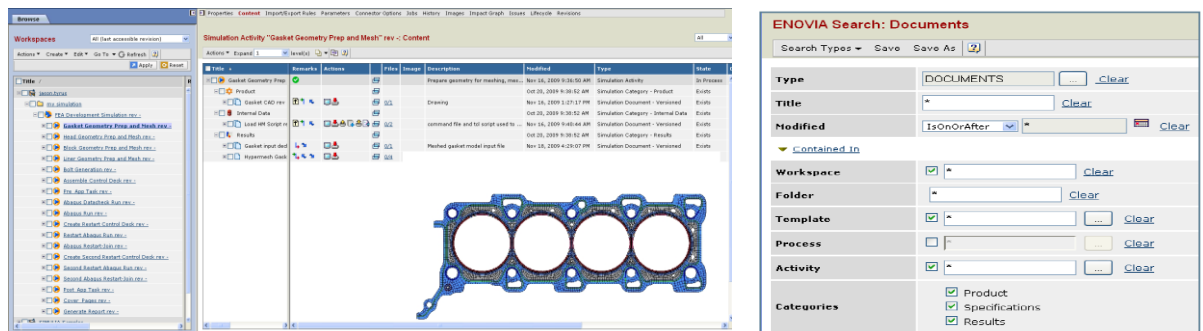 Browse
Workspaces
All (last accessible revision)
Actions Create Edit Go To Refresh
Apply Reset
Title
my simulation
FEA Development Simulation rev -
Gasket Geometry Prep and Mesh rev -
Head Geometry Prep and Mesh rev -
Block Geometry Prep and Mesh rev -
Liner Geometry Prep and Mesh rev -
Bolt Generation rev -
Assemble Control Deck rev -
Pre App Task rev -
Abaqus Datacheck Run rev -
Abaqus Run rev -
Create Restart Control Deck rev -
Restart Abaqus Run rev -
Abaqus Restart Join rev -
Create Second Restart Control Deck rev -
Second Restart Abaqus Run rev -
Second Abaqus Restart Join rev -
Post App Task rev -
Cover Pages rev -
Generate Report rev -
Properties Content Import/Export Rules Parameters Connector Options Jobs History Images Impact Graph Issues Lifecycle Revisions
Simulation Activity "Gasket Geometry Prep and Mesh" rev -: Content
All
Actions Expand 1 level(s)
Title Remarks Actions Files Image Description Modified Type State
Gasket Geometry Prep Prepare geometry for meshing, mes... Nov 16, 2009 9:36:50 AM Simulation Activity In Process
Product Oct 20, 2009 9:38:52 AM Simulation Category - Product Exists
Gasket CAD rev 0/1 Drawing Nov 16, 2009 1:27:17 PM Simulation Document - Versioned Exists
Internal Data Oct 20, 2009 9:38:52 AM Simulation Category - Internal Data Exists
Load HM Script r 0/2 command file and tcl script used to ... Nov 16, 2009 9:40:44 AM Simulation Document - Versioned Exists
Results Oct 20, 2009 9:38:52 AM Simulation Category - Results Exists
Gasket input deck 0/1 Meshed gasket model input file Nov 16, 2009 4:29:07 PM Simulation Document - Versioned Exists
Hypermesh Gask
ENOVIA Search: Documents
Search Types Save Save As
Type DOCUMENTS ... Clear
Title * Clear
Modified IsOnOrAfter * Clear
Contained In
Workspace * Clear
Folder * Clear
Template * ... Clear
Process * ... Clear
Activity * ... Clear
Categories
Product
Specifications
Results